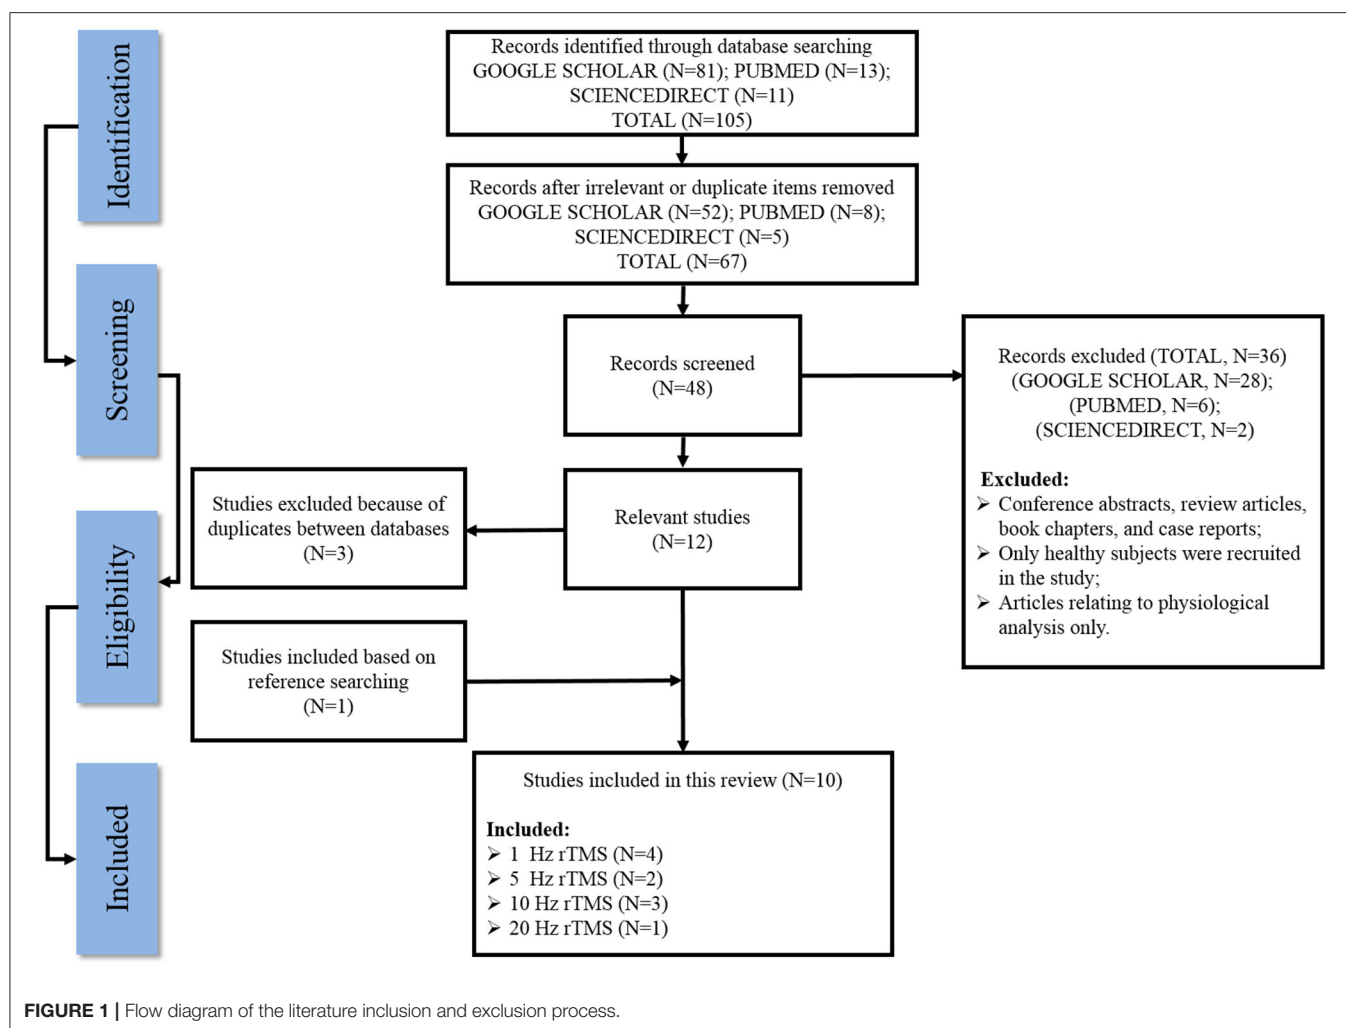 Identification
Screening
Eligibility
Included
Records identified through database searching
GOOGLE SCHOLAR (N=81); PUBMED (N=13);
SCIENCEDIRECT (N=11)
TOTAL (N=105)
Records after irrelevant or duplicate items removed
GOOGLE SCHOLAR (N=52); PUBMED (N=8);
SCIENCEDIRECT (N=5)
TOTAL (N=67)
Records screened
(N=48)
Records excluded (TOTAL, N=36)
(GOOGLE SCHOLAR, N=28);
(PUBMED, N=6);
(SCIENCEDIRECT, N=2)
Excluded:
➢ Conference abstracts, review articles,
book chapters, and case reports;
➢ Only healthy subjects were recruited
in the study;
➢ Articles relating to physiological
analysis only.
Studies excluded because of
duplicates between databases
(N=3)
Relevant studies
(N=12)
Studies included based on
reference searching
(N=1)
Studies included in this review (N=10)
Included:
➢ 1 Hz rTMS (N=4)
➢ 5 Hz rTMS (N=2)
➢ 10 Hz rTMS (N=3)
➢ 20 Hz rTMS (N=1)
FIGURE 1 | Flow diagram of the literature inclusion and exclusion process.